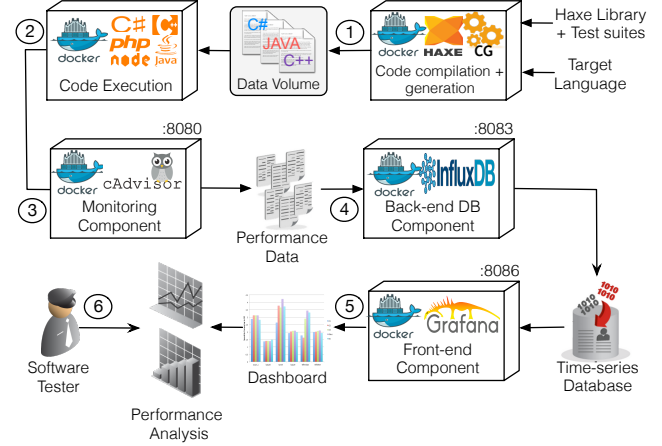 2
1
docker
C#
C++
php
node
Java
Code Execution
C#
JAVA
C++
Data Volume
docker
HAXE
CG
Code compilation +
generation
Haxe Library
+ Test suites
Target
Language
:8080
docker
cAdvisor
3
Monitoring
Component
Performance
Data
:8083
docker
InfluxDB
4
Back-end DB
Component
:8086
1010
1010
1010
1010
6
5
docker
Grafana
Front-end
Component
Dashboard
Software
Tester
Performance
Analysis
Time-series
Database